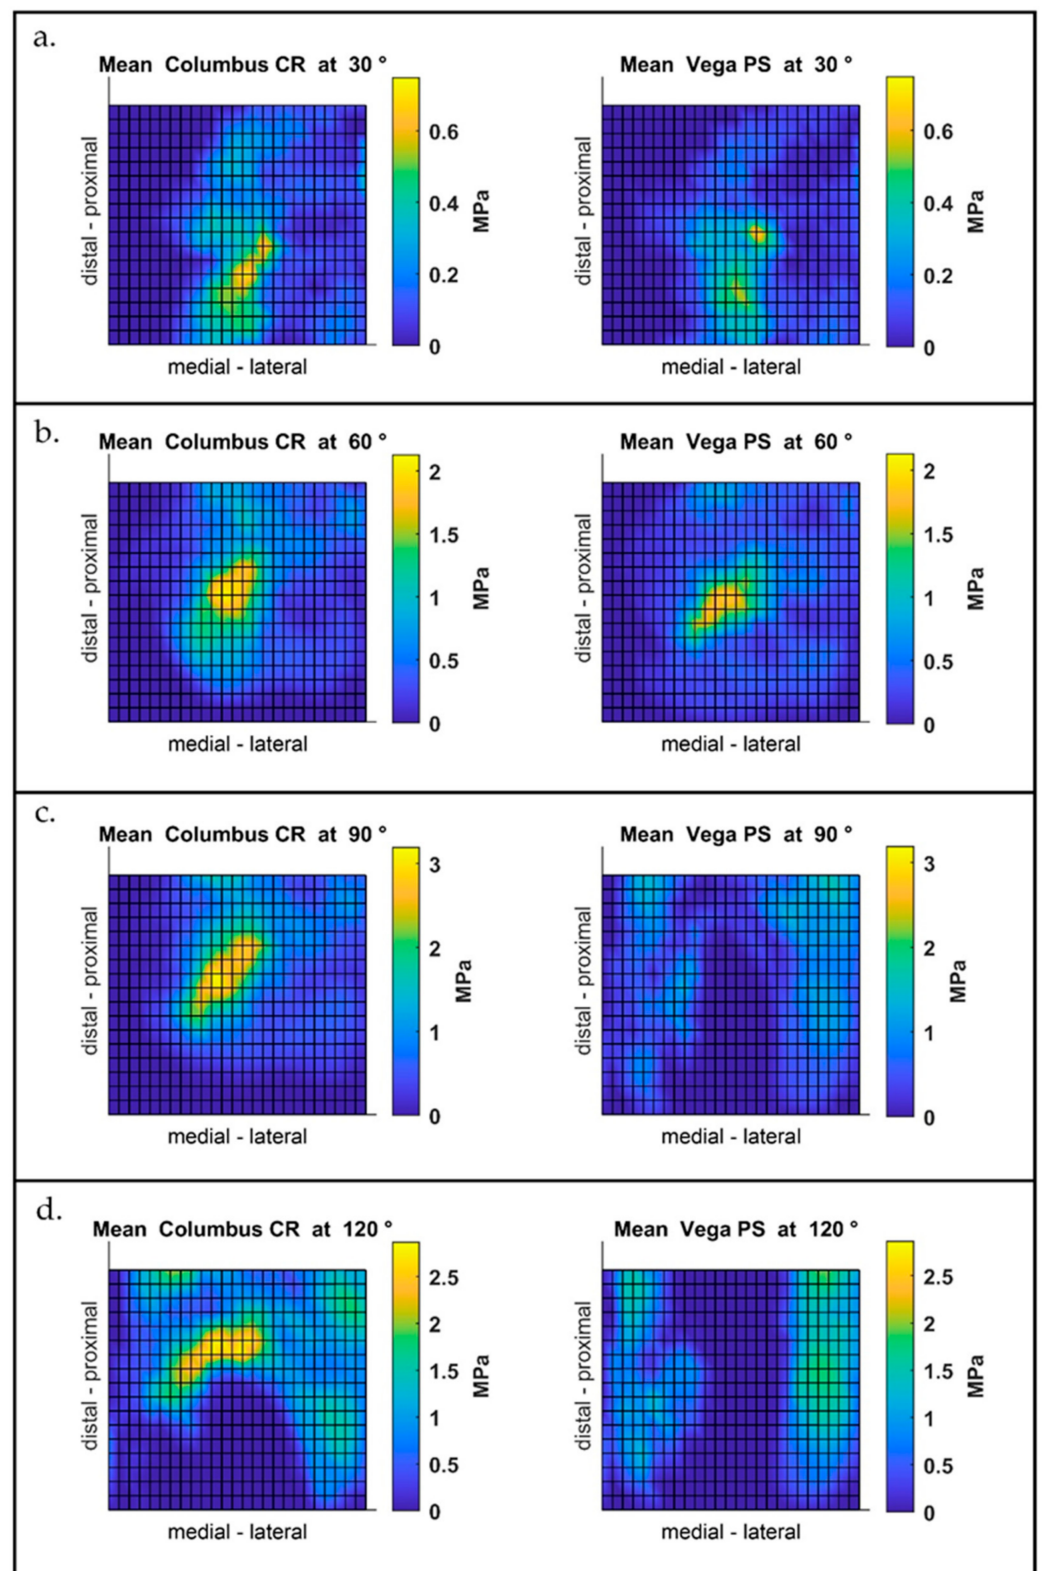 a.
Mean Columbus CR at 30 °
Mean Vega PS at 30 °
distal - proximal
0.6
0.4
0.2
0
MPa
medial - lateral
distal - proximal
0.6
0.4
0.2
0
MPa
medial - lateral
b.
Mean Columbus CR at 60 °
Mean Vega PS at 60 °
distal - proximal
2
1.5
1
0.5
0
MPa
medial - lateral
distal - proximal
2
1.5
1
0.5
0
MPa
medial - lateral
c.
Mean Columbus CR at 90 °
Mean Vega PS at 90 °
distal - proximal
3
2
1
0
MPa
medial - lateral
distal - proximal
3
2
1
0
MPa
medial - lateral
d.
Mean Columbus CR at 120 °
Mean Vega PS at 120 °
distal - proximal
2.5
2
1.5
1
0.5
0
MPa
medial - lateral
distal - proximal
2.5
2
1.5
1
0.5
0
MPa
medial - lateral